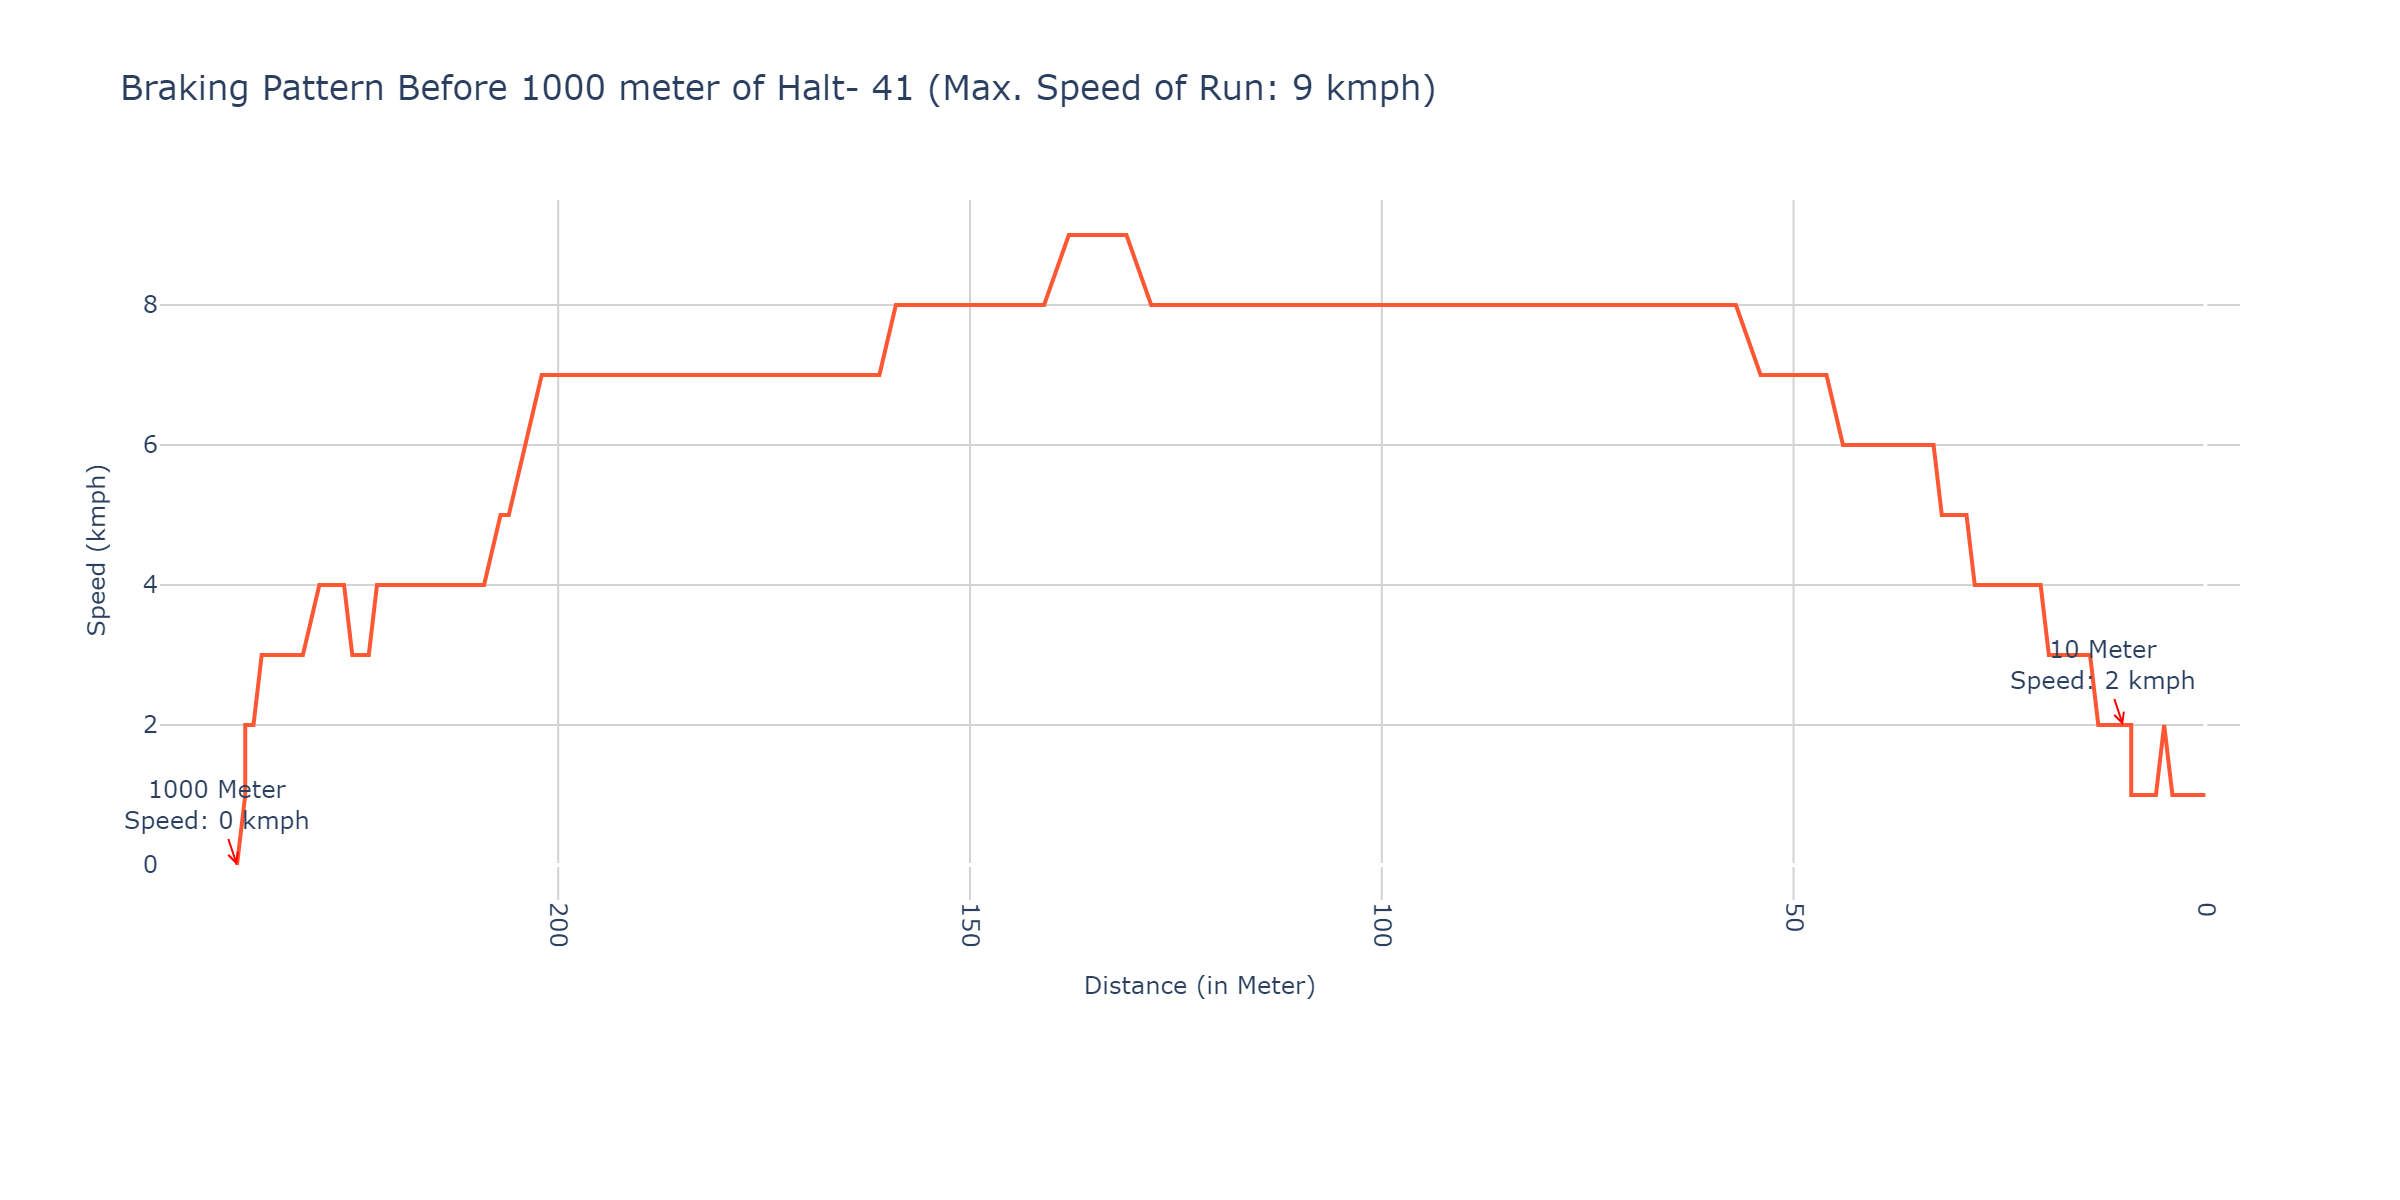 Braking Pattern Before 1000 meter of Halt- 41 (Max. Speed of Run: 9 kmph)
8
6
4
2
0
Speed (kmph)
10 Meter
Speed: 2 kmph
1000 Meter
Speed: 0 kmph
200
150
100
50
0
Distance (in Meter)